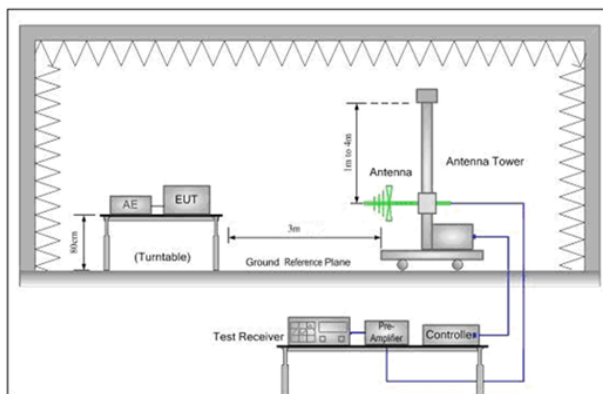 1m to 4m
Antenna
Antenna Tower
AE
EUT
80cm
(Turntable)
3m
Ground Reference Plane
Test Receiver
Pre-
Amplifier
Controller